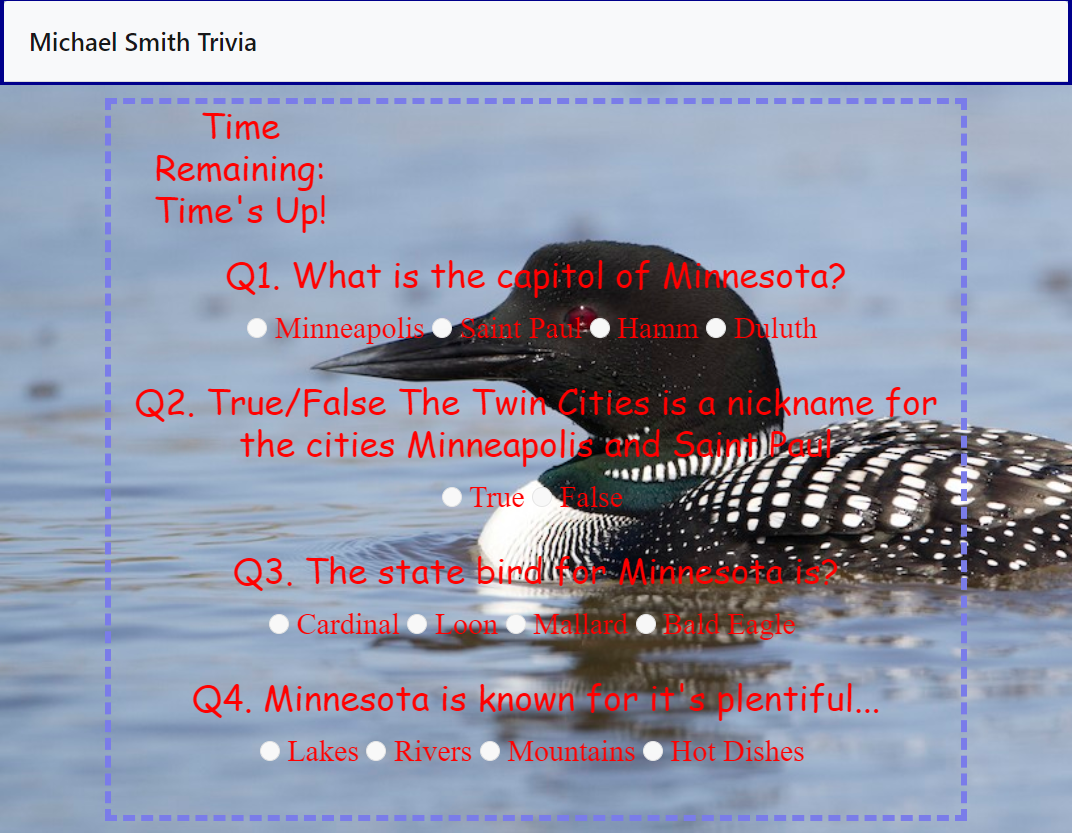 Michael Smith Trivia
Time
Remaining:
Time's Up!
Q1. What is the capitol of Minnesota?
Minneapolis Saint Paul Hamm Duluth
Q2. True/False The Twin Cities is a nickname for
the cities Minneapolis and Saint Paul
True False
Q3. The state bird for Minnesota is?
Cardinal Loon Mallard Bald Eagle
Q4. Minnesota is known for it's plentiful...
Lakes Rivers Mountains Hot Dishes